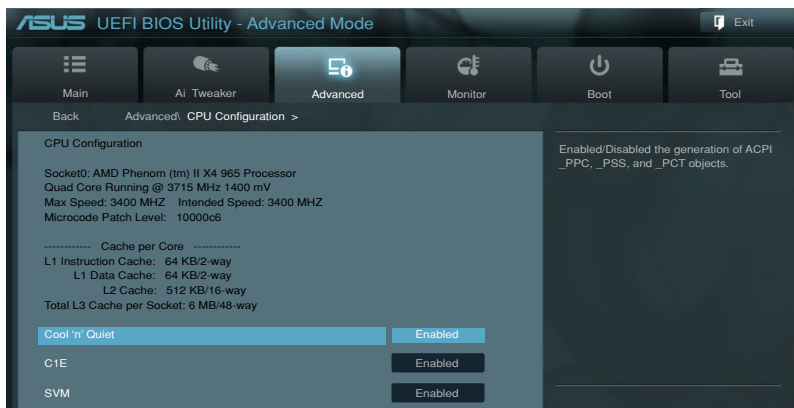 ASUS UEFI BIOS Utility - Advanced Mode
Exit
Main
Ai Tweaker
Advanced
Monitor
Boot
Tool
Back Advanced\ CPU Configuration >
CPU Configuration
Socket0: AMD Phenom (tm) II X4 965 Processor
Quad Core Running @ 3715 MHz 1400 mV
Max Speed: 3400 MHZ Intended Speed: 3400 MHZ
Microcode Patch Level: 10000c6
------------ Cache per Core ------------
L1 Instruction Cache: 64 KB/2-way
L1 Data Cache: 64 KB/2-way
L2 Cache: 512 KB/16-way
Total L3 Cache per Socket: 6 MB/48-way
Cool 'n' Quiet Enabled
C1E Enabled
SVM Enabled
Enabled/Disabled the generation of ACPI
_PPC, _PSS, and _PCT objects.